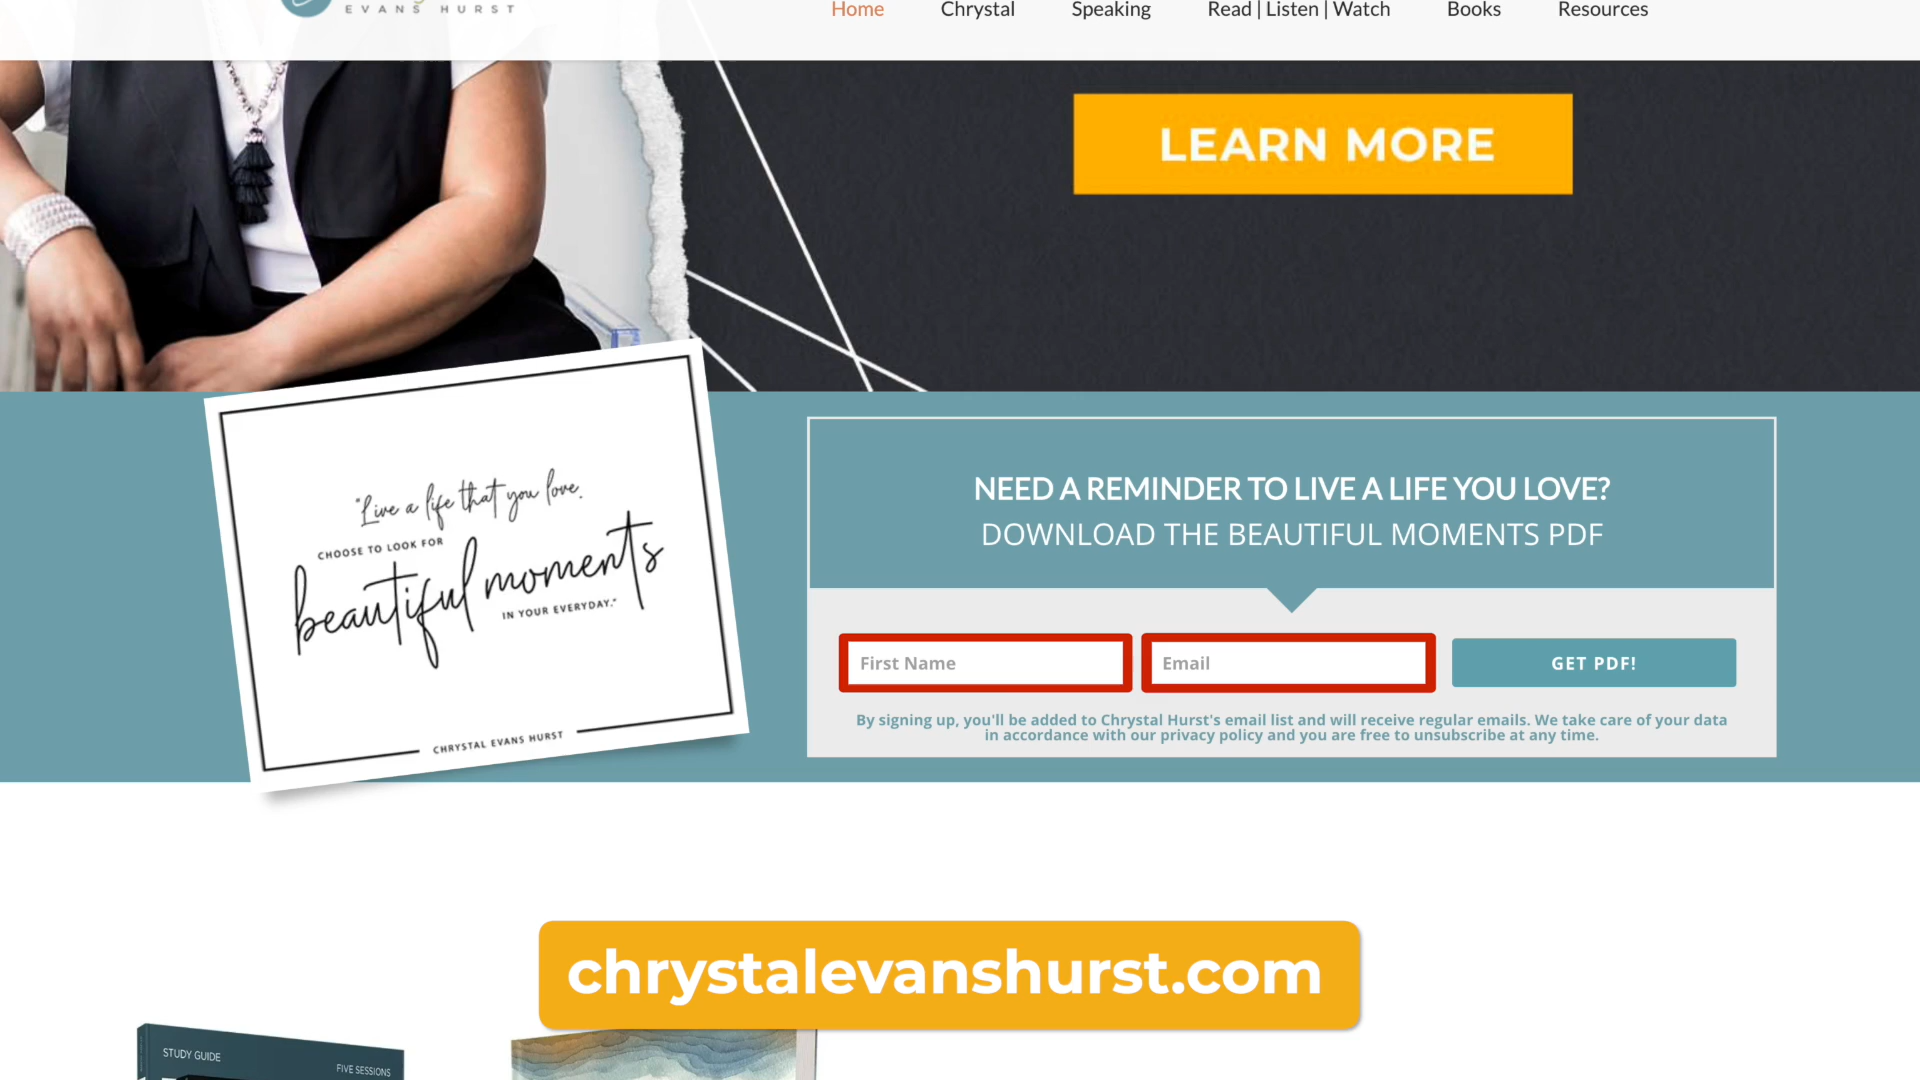 EVANS HURST
Home Chrystal Speaking Read | Listen | Watch Books Resources
LEARN MORE
"Live a life that you love.
CHOOSE TO LOOK FOR
beautiful moments
IN YOUR EVERYDAY."
CHRYSTAL EVANS HURST
NEED A REMINDER TO LIVE A LIFE YOU LOVE?
DOWNLOAD THE BEAUTIFUL MOMENTS PDF
First Name Email GET PDF!
By signing up, you'll be added to Chrystal Hurst's email list and will receive regular emails. We take care of your data
in accordance with our privacy policy and you are free to unsubscribe at any time.
chrystalevanshurst.com
STUDY GUIDE
FIVE SESSIONS